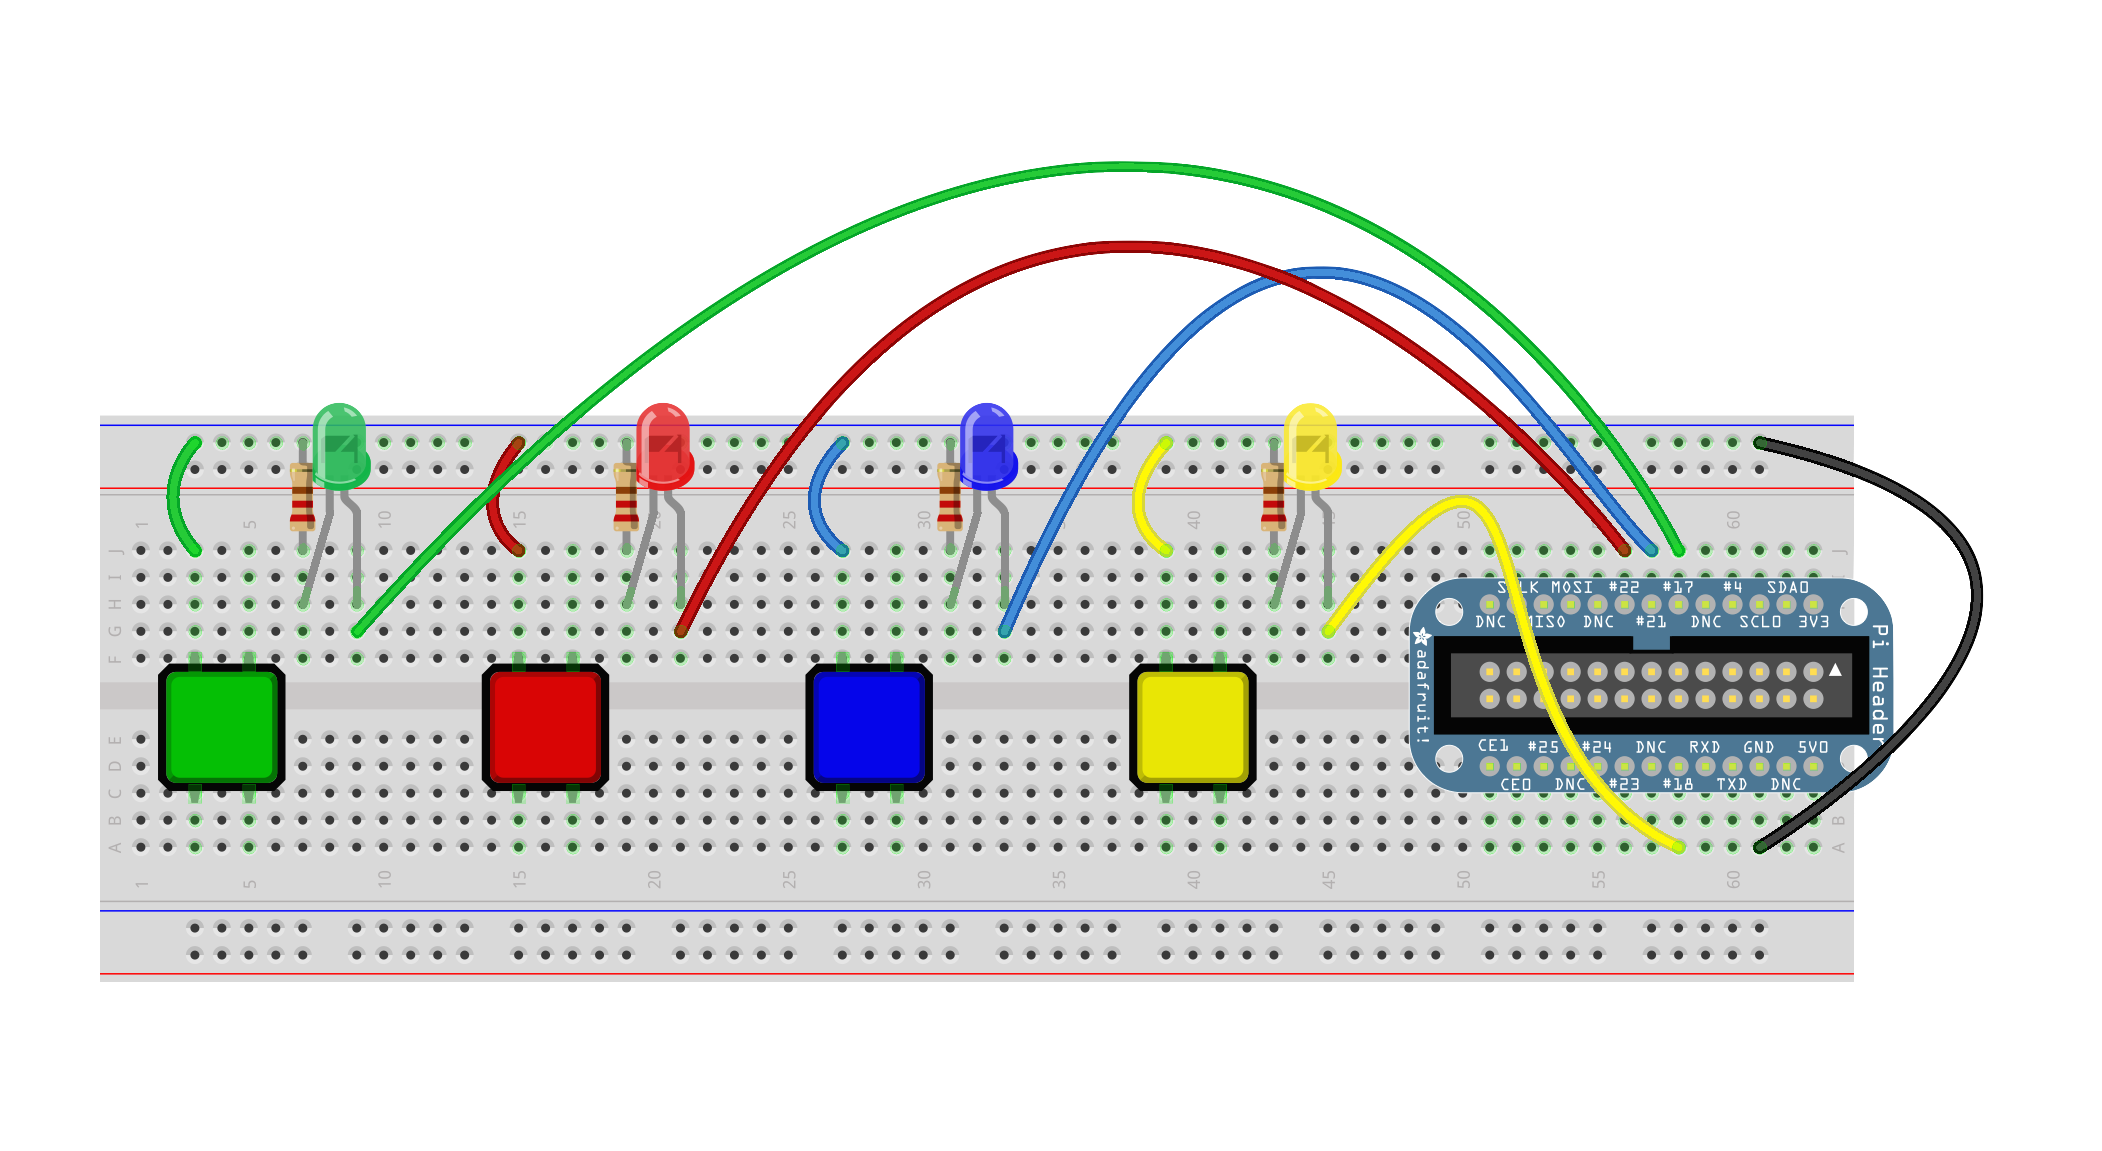 1 5 10 15 20 25 30 35 40 45 50 55 60
J J
I
H
G
F
MOSI #22 #17 #4 SDA0
DNC MISO DNC #21 DNC SCL0 3V3
adafruit!
Pi Header
CE1 #25 #24 DNC RXD GND 5V0
CE0 DNC #23 #18 TXD DNC
E
D
C
B B
A A
1 5 10 15 20 25 30 35 40 45 50 55 60